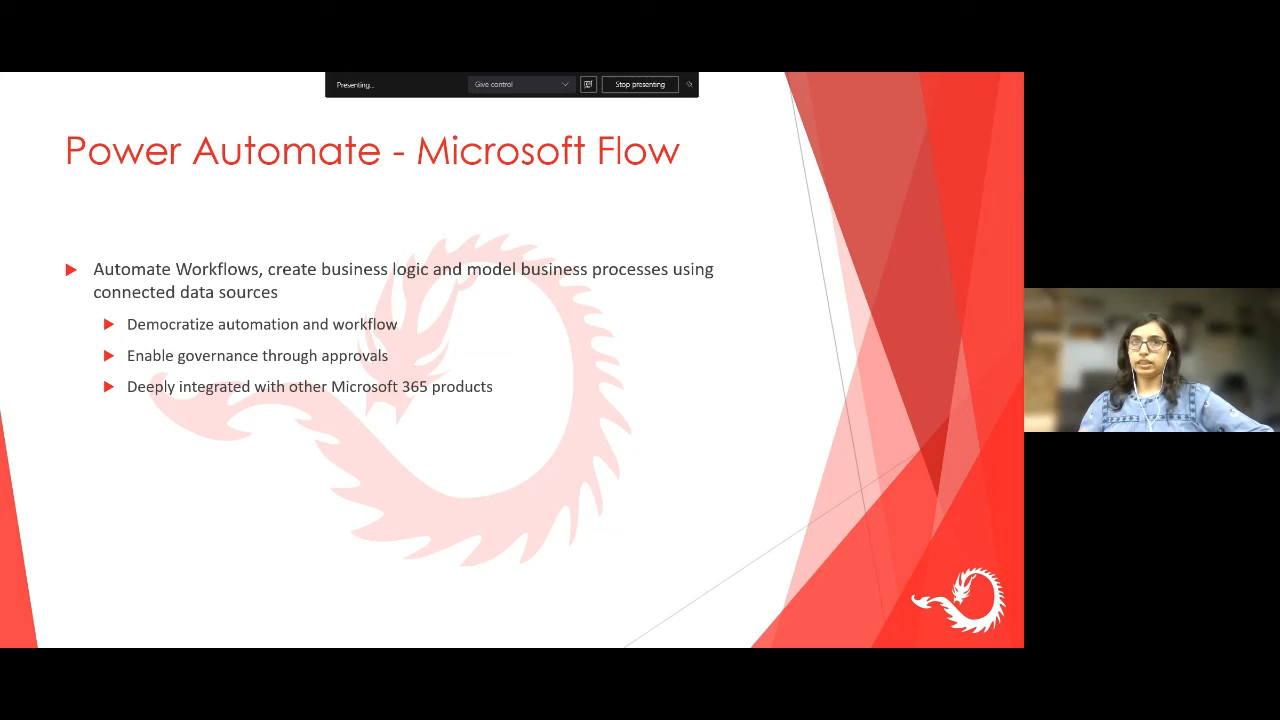 Presenting...
Give control
Stop presenting
Power Automate - Microsoft Flow
Automate Workflows, create business logic and model business processes using
connected data sources
Democratize automation and workflow
Enable governance through approvals
Deeply integrated with other Microsoft 365 products